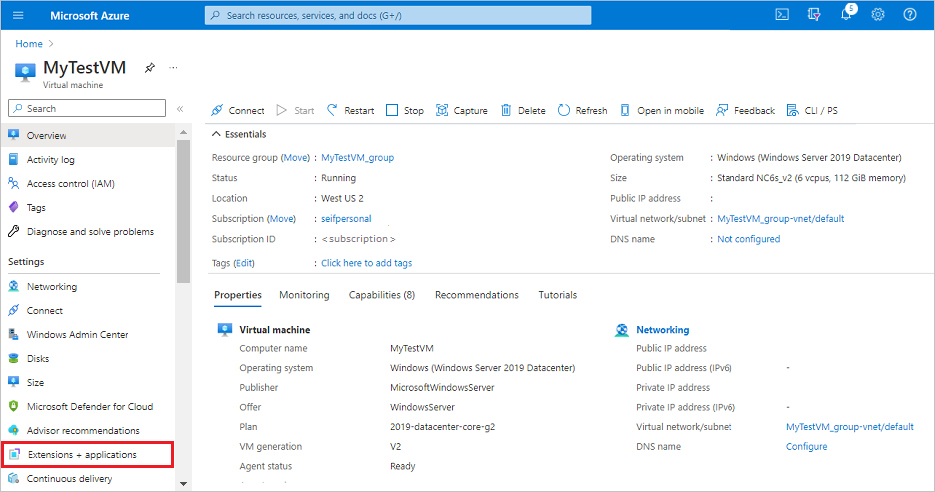 Microsoft Azure
Search resources, services, and docs (G+/)
5
Home >
MyTestVM
Virtual machine
Search
Overview
Activity log
Access control (IAM)
Tags
Diagnose and solve problems
Settings
Networking
Connect
Windows Admin Center
Disks
Size
Microsoft Defender for Cloud
Advisor recommendations
Extensions + applications
Continuous delivery
Connect Start Restart Stop Capture Delete Refresh Open in mobile Feedback CLI / PS
Essentials
Resource group (Move) : MyTestVM_group
Status : Running
Location : West US 2
Subscription (Move) : seifpersonal
Subscription ID : <subscription>
Tags (Edit) : Click here to add tags
Operating system : Windows (Windows Server 2019 Datacenter)
Size : Standard NC6s_v2 (6 vcpus, 112 GiB memory)
Public IP address :
Virtual network/subnet : MyTestVM_group-vnet/default
DNS name : Not configured
Properties Monitoring Capabilities (8) Recommendations Tutorials
Virtual machine
Computer name MyTestVM
Operating system Windows (Windows Server 2019 Datacenter)
Publisher MicrosoftWindowsServer
Offer WindowsServer
Plan 2019-datacenter-core-g2
VM generation V2
Agent status Ready
Networking
Public IP address
Public IP address (IPv6) -
Private IP address
Private IP address (IPv6) -
Virtual network/subnet MyTestVM_group-vnet/default
DNS name Configure